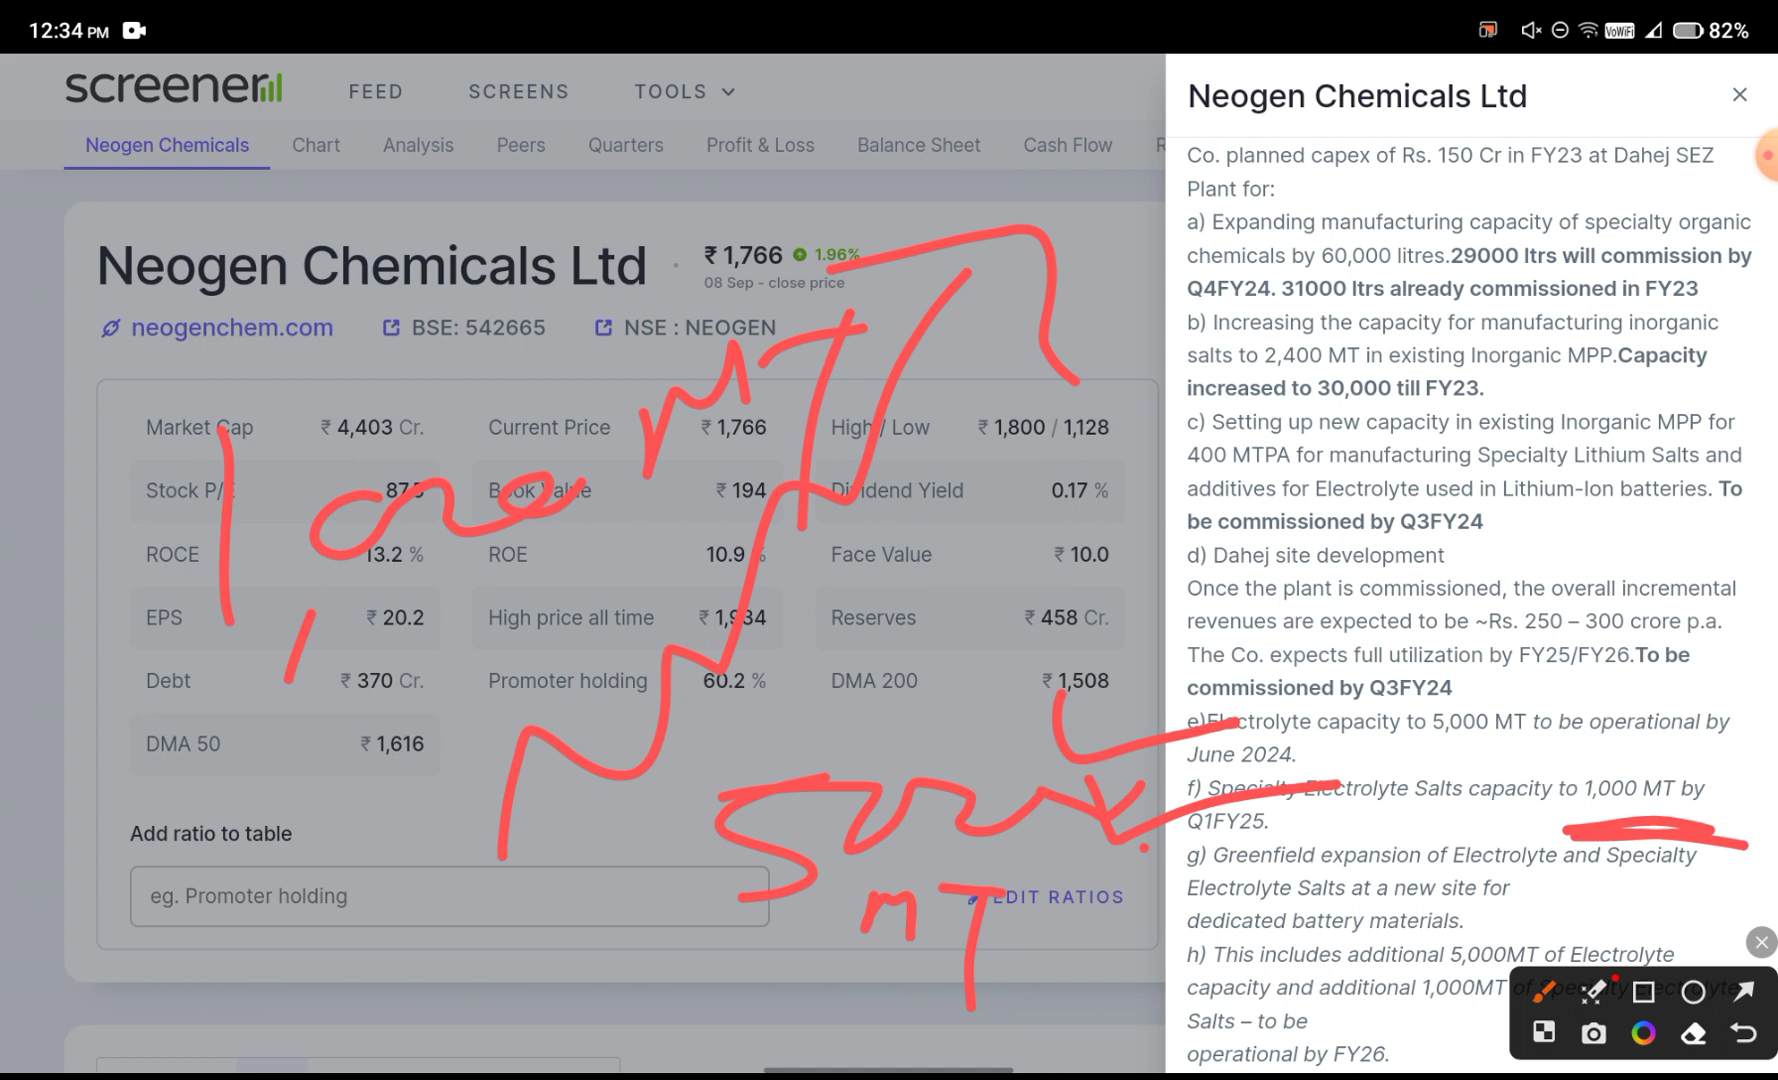 12:34 PM
VoWiFi 82%
screener
FEED SCREENS TOOLS
Neogen Chemicals Chart Analysis Peers Quarters Profit & Loss Balance Sheet Cash Flow R
Neogen Chemicals Ltd
₹ 1,766 1.96%
08 Sep - close price
neogenchem.com BSE: 542665 NSE : NEOGEN
Market Cap ₹ 4,403 Cr. Current Price ₹ 1,766 High / Low ₹ 1,800 / 1,128
Stock P/E Book Value ₹ 194 Dividend Yield 0.17 %
ROCE 13.2 % ROE 10.9 % Face Value ₹ 10.0
EPS ₹ 20.2 High price all time ₹ 1,934 Reserves ₹ 458 Cr.
Debt ₹ 370 Cr. Promoter holding 60.2 % DMA 200 ₹ 1,508
DMA 50 ₹ 1,616
Add ratio to table
eg. Promoter holding
EDIT RATIOS
MT
MT
Neogen Chemicals Ltd
Co. planned capex of Rs. 150 Cr in FY23 at Dahej SEZ
Plant for:
a) Expanding manufacturing capacity of specialty organic
chemicals by 60,000 litres.29000 ltrs will commission by
Q4FY24. 31000 ltrs already commissioned in FY23
b) Increasing the capacity for manufacturing inorganic
salts to 2,400 MT in existing Inorganic MPP.Capacity
increased to 30,000 till FY23.
c) Setting up new capacity in existing Inorganic MPP for
400 MTPA for manufacturing Specialty Lithium Salts and
additives for Electrolyte used in Lithium-Ion batteries. To
be commissioned by Q3FY24
d) Dahej site development
Once the plant is commissioned, the overall incremental
revenues are expected to be ~Rs. 250 – 300 crore p.a.
The Co. expects full utilization by FY25/FY26.To be
commissioned by Q3FY24
e)Electrolyte capacity to 5,000 MT to be operational by
June 2024.
f) Specialty Electrolyte Salts capacity to 1,000 MT by
Q1FY25.
g) Greenfield expansion of Electrolyte and Specialty
Electrolyte Salts at a new site for
dedicated battery materials.
h) This includes additional 5,000MT of Electrolyte
capacity and additional 1,000MT of Specialty Electrolyte
Salts – to be
operational by FY26.